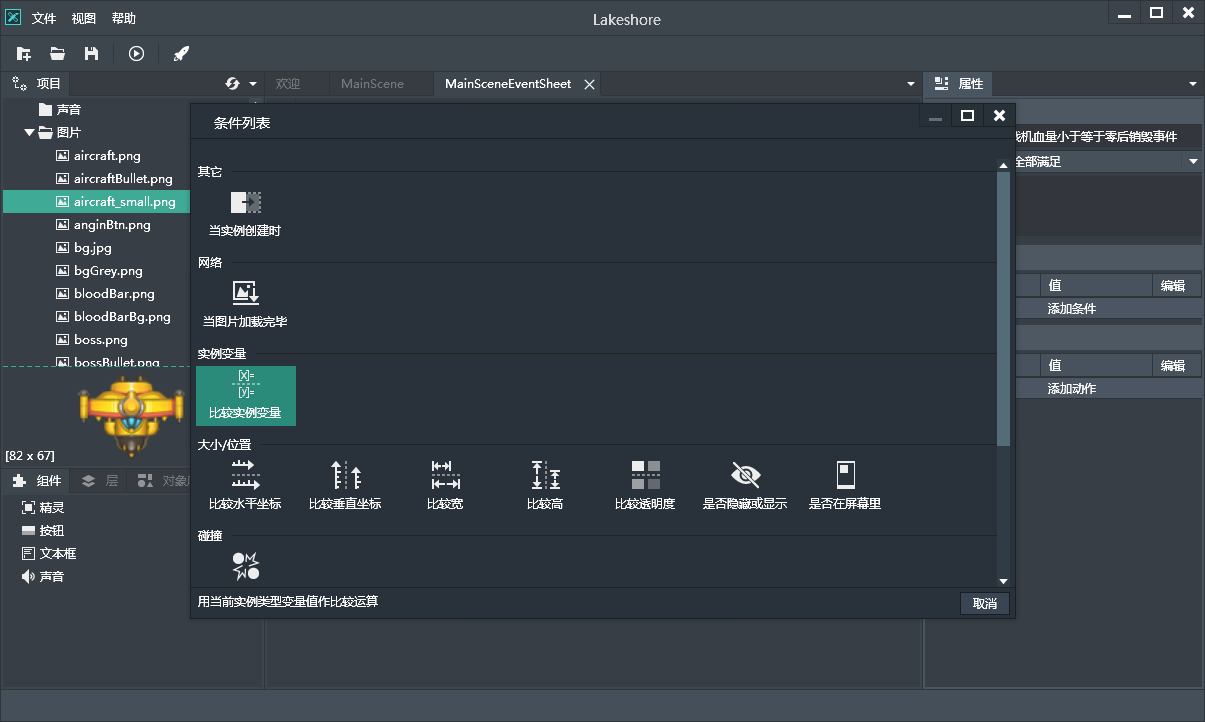 文件 视图 帮助
Lakeshore
项目
欢迎
MainScene
MainSceneEventSheet
属性
声音
图片
aircraft.png
aircraftBullet.png
aircraft_small.png
anginBtn.png
bg.jpg
bgGrey.png
bloodBar.png
bloodBarBg.png
boss.png
bossBullet.png
[82 x 67]
组件 层
精灵
按钮
文本框
声音
条件列表
其它
当实例创建时
网络
当图片加载完毕
实例变量
[X]=
[y]=
比较实例变量
大小/位置
比较水平坐标 比较垂直坐标 比较宽 比较高 比较透明度 是否隐藏或显示 是否在屏幕里
碰撞
用当前实例类型变量值作比较运算
取消
机血量小于等于零后销毁事件
全部满足
值 编辑
添加条件
值 编辑
添加动作